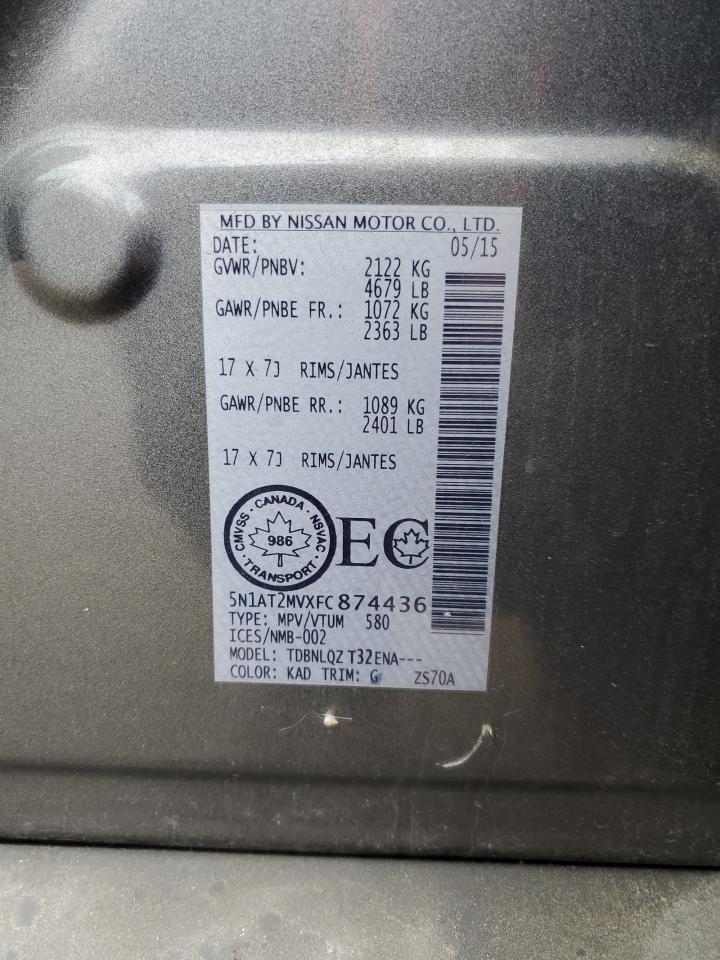 MFD BY NISSAN MOTOR CO., LTD.
DATE: 05/15
GVWR/PNBV: 2122 KG
4679 LB
GAWR/PNBE FR.: 1072 KG
2363 LB
17 X 7J RIMS/JANTES
GAWR/PNBE RR.: 1089 KG
2401 LB
17 X 7J RIMS/JANTES
CMVSS · CANADA · NSVAC · TRANSPORT ·
986
EC
5N1AT2MVXFC874436
TYPE: MPV/VTUM 580
ICES/NMB-002
MODEL: TDBNLQZ T32ENA---
COLOR: KAD TRIM: G ZS70A